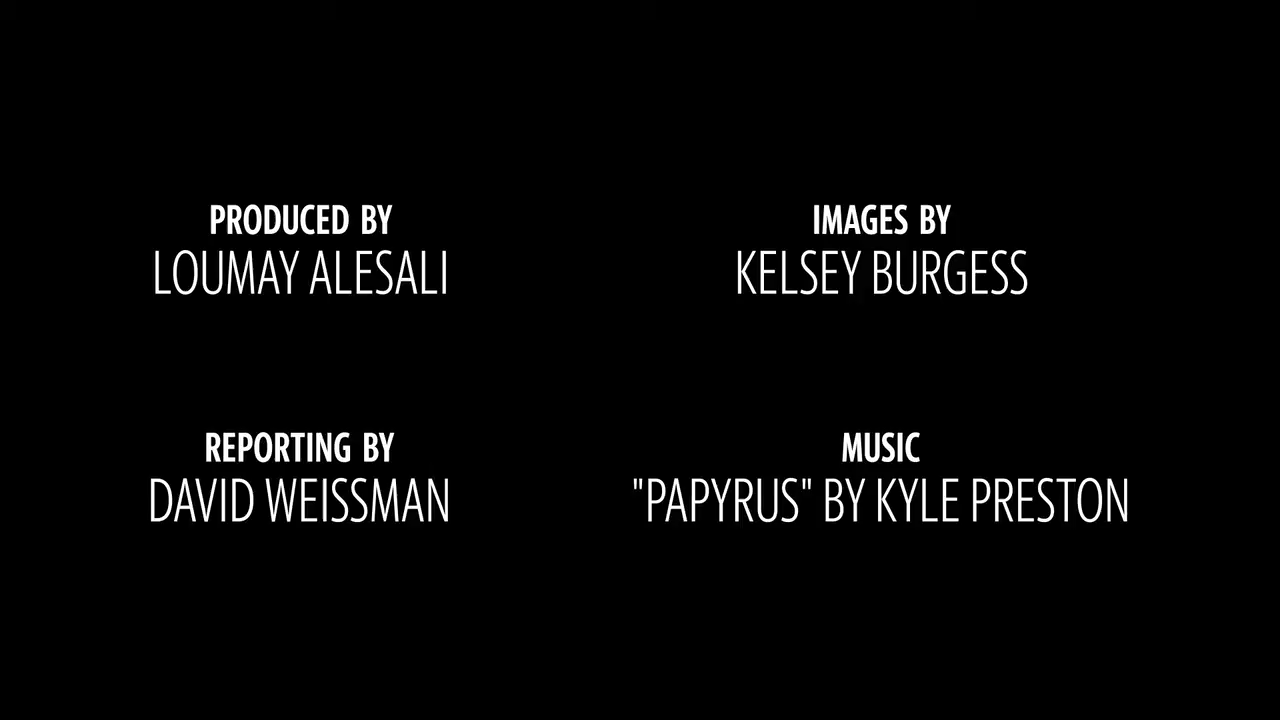 PRODUCED BY
LOUMAY ALESALI
IMAGES BY
KELSEY BURGESS
REPORTING BY
DAVID WEISSMAN
MUSIC
"PAPYRUS" BY KYLE PRESTON